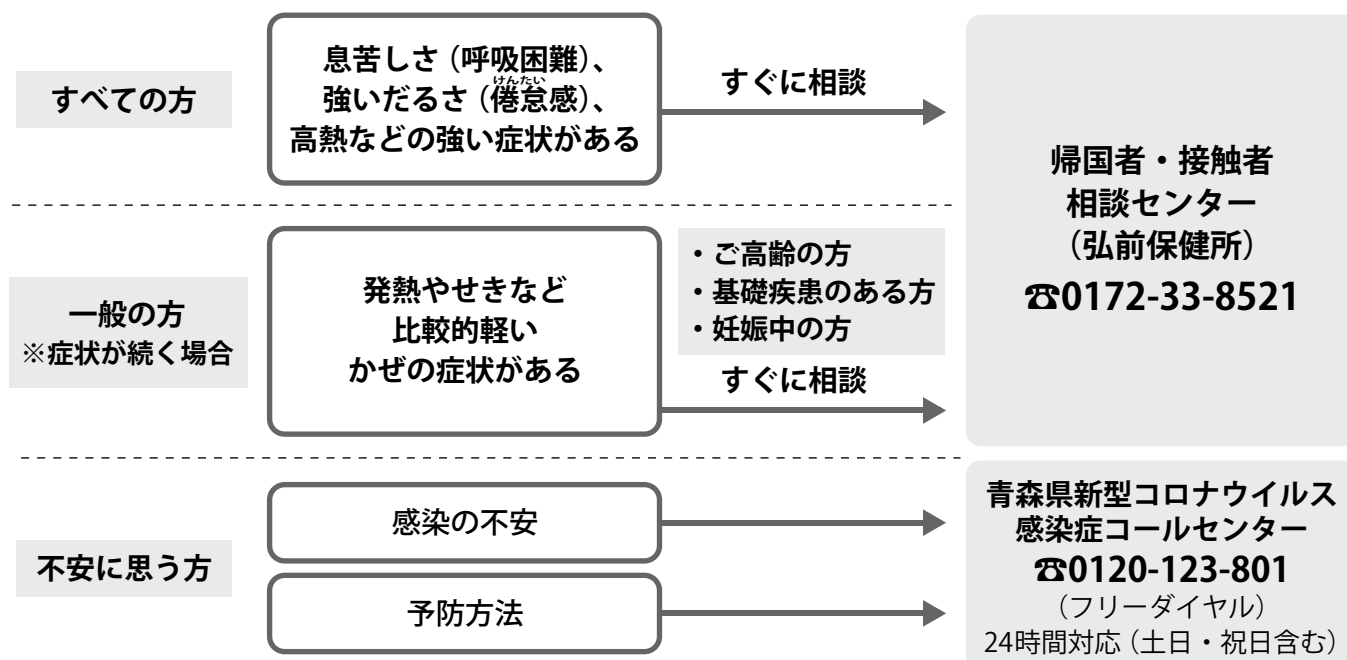 すべての方
息苦しさ（呼吸困難）、
強いだるさ（倦怠感）、
けんたい
高熱などの強い症状がある
すぐに相談
帰国者・接触者
相談センター
（弘前保健所）
☎0172-33-8521
一般の方
※症状が続く場合
発熱やせきなど
比較的軽い
かぜの症状がある
・ご高齢の方
・基礎疾患のある方
・妊娠中の方
すぐに相談
不安に思う方
感染の不安
予防方法
青森県新型コロナウイルス
感染症コールセンター
☎0120-123-801
（フリーダイヤル）
24時間対応（土日・祝日含む）